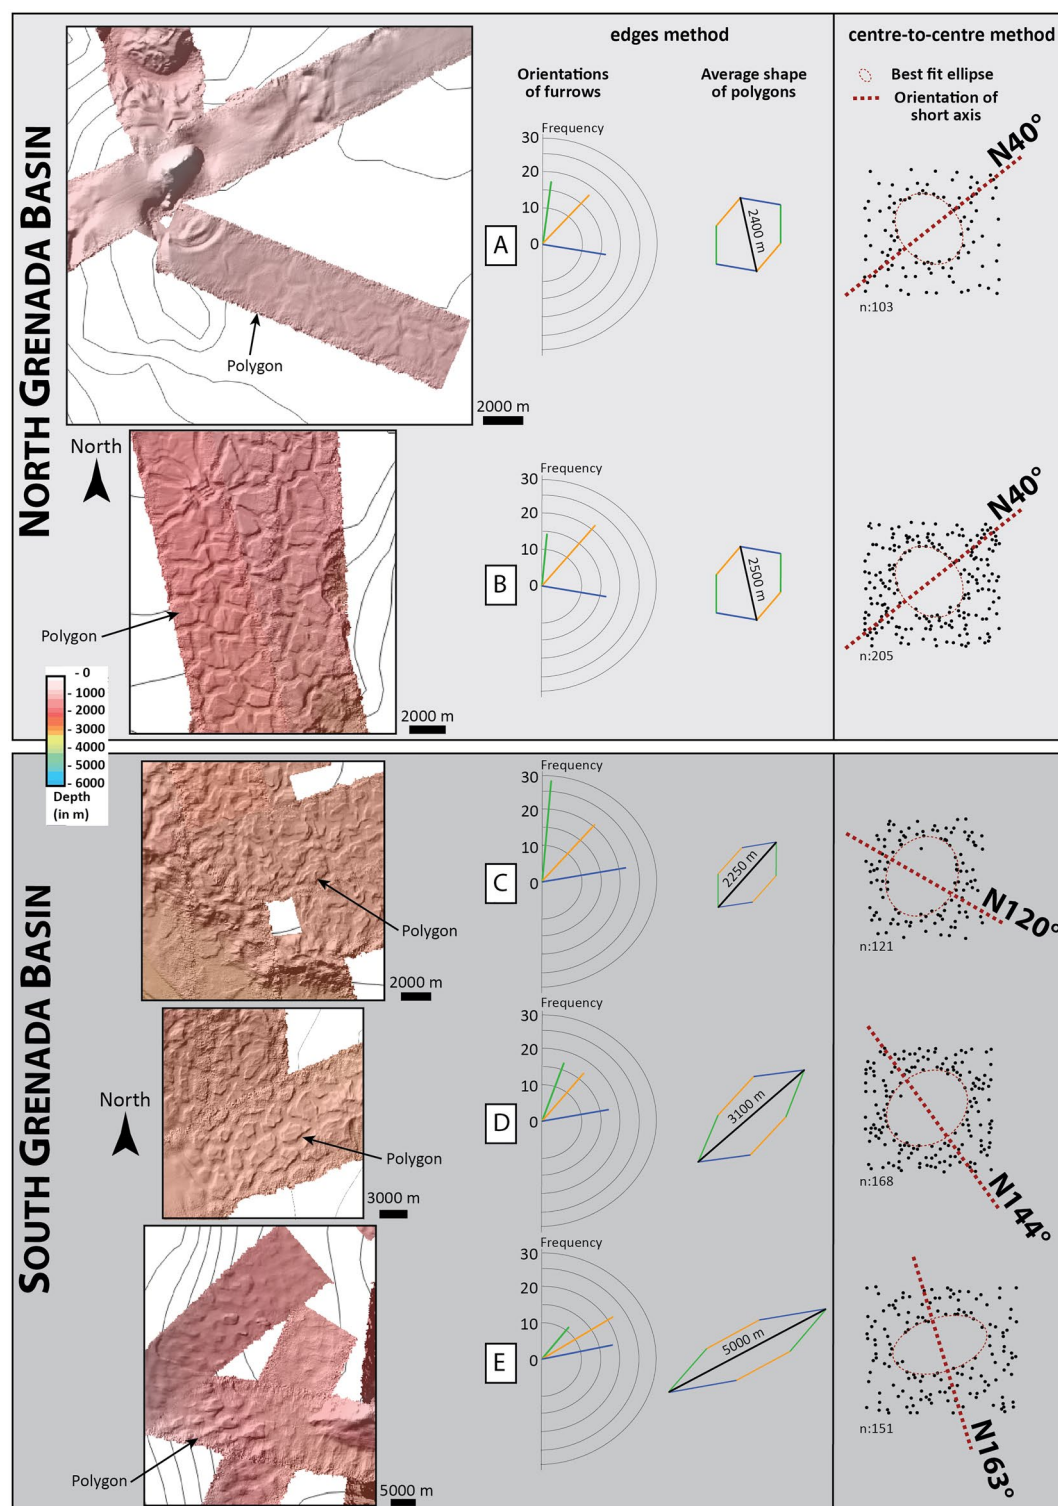 edges method
centre-to-centre method
Orientations
of furrows
Average shape
of polygons
Best fit ellipse
Orientation of
short axis
NORTH GRENADA BASIN
Polygon
2000 m
Frequency
30
20
10
0
A
2400 m
N40°
n:103
North
Polygon
2000 m
Frequency
30
20
10
0
B
2500 m
N40°
n:205
- 0
- 1000
- 2000
- 3000
- 4000
- 5000
- 6000
Depth
(in m)
SOUTH GRENADA BASIN
Polygon
2000 m
Frequency
30
20
10
0
C
2250 m
N120°
n:121
North
Polygon
3000 m
Frequency
30
20
10
0
D
3100 m
N144°
n:168
Polygon
5000 m
Frequency
30
20
10
0
E
5000 m
N163°
n:151